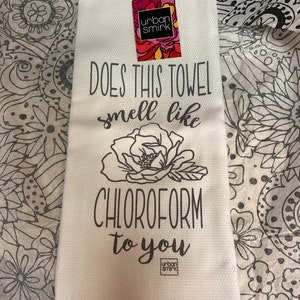 urban
smirk
DOES THIS TOWEL
smell like
CHLOROFORM
to you
urban
smirk